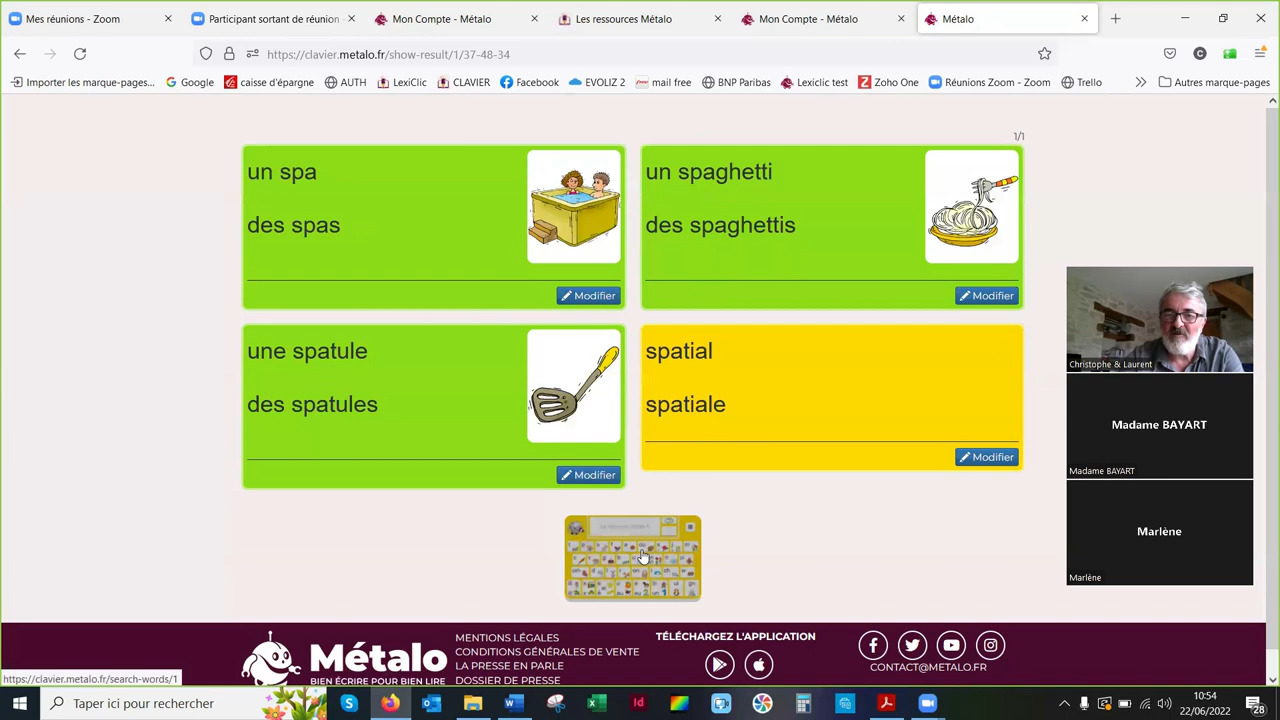 Mes réunions - Zoom
Participant sortant de réunion
Mon Compte - Métalo
Les ressources Métalo
Mon Compte - Métalo
Métalo
https://clavier.metalo.fr/show-result/1/37-48-34
Importer les marque-pages...
Google
caisse d'épargne
AUTH
LexiClic
CLAVIER
Facebook
EVOLIZ 2
mail free
BNP Paribas
Lexiclic test
Zoho One
Réunions Zoom - Zoom
Trello
Autres marque-pages
1/1
un spa
des spas
Modifier
un spaghetti
des spaghettis
Modifier
une spatule
des spatules
Modifier
spatial
spatiale
Modifier
Christophe & Laurent
Madame BAYART
Madame BAYART
Marlène
Marlène
Métalo
BIEN ÉCRIRE POUR BIEN LIRE
MENTIONS LÉGALES
CONDITIONS GÉNÉRALES DE VENTE
LA PRESSE EN PARLE
DOSSIER DE PRESSE
TÉLÉCHARGEZ L'APPLICATION
CONTACT@METALO.FR
https://clavier.metalo.fr/search-words/1
Taper ici pour rechercher
10:54
22/06/2022
28